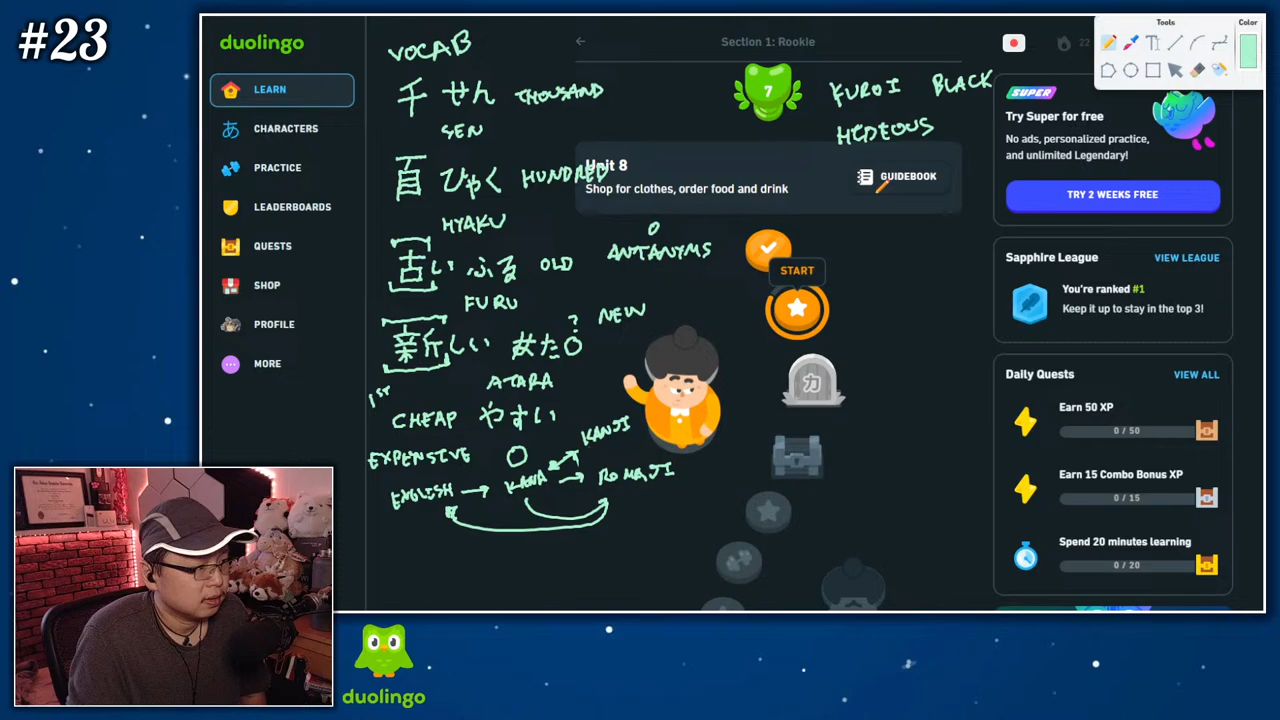 #23
duolingo
LEARN
CHARACTERS
PRACTICE
LEADERBOARDS
QUESTS
SHOP
PROFILE
MORE
VOCAB
千 せん THOUSAND
SEN
百 ひゃく HUNDRED
HYAKU
古い ふる OLD
FURU
ANTANYMS
新しい あた ? NEW
ATARA
1ST
CHEAP やすい
EXPENSIVE
KANJI
ENGLISH → KANA → ROMAJI
Section 1: Rookie
7
KUROI BLACK
HIDEOUS
Unit 8
Shop for clothes, order food and drink
GUIDEBOOK
START
力
22
Tools
Color
SUPER
Try Super for free
No ads, personalized practice,
and unlimited Legendary!
TRY 2 WEEKS FREE
Sapphire League
VIEW LEAGUE
You're ranked #1
Keep it up to stay in the top 3!
Daily Quests
VIEW ALL
Earn 50 XP
0 / 50
Earn 15 Combo Bonus XP
0 / 15
Spend 20 minutes learning
0 / 20
duolingo